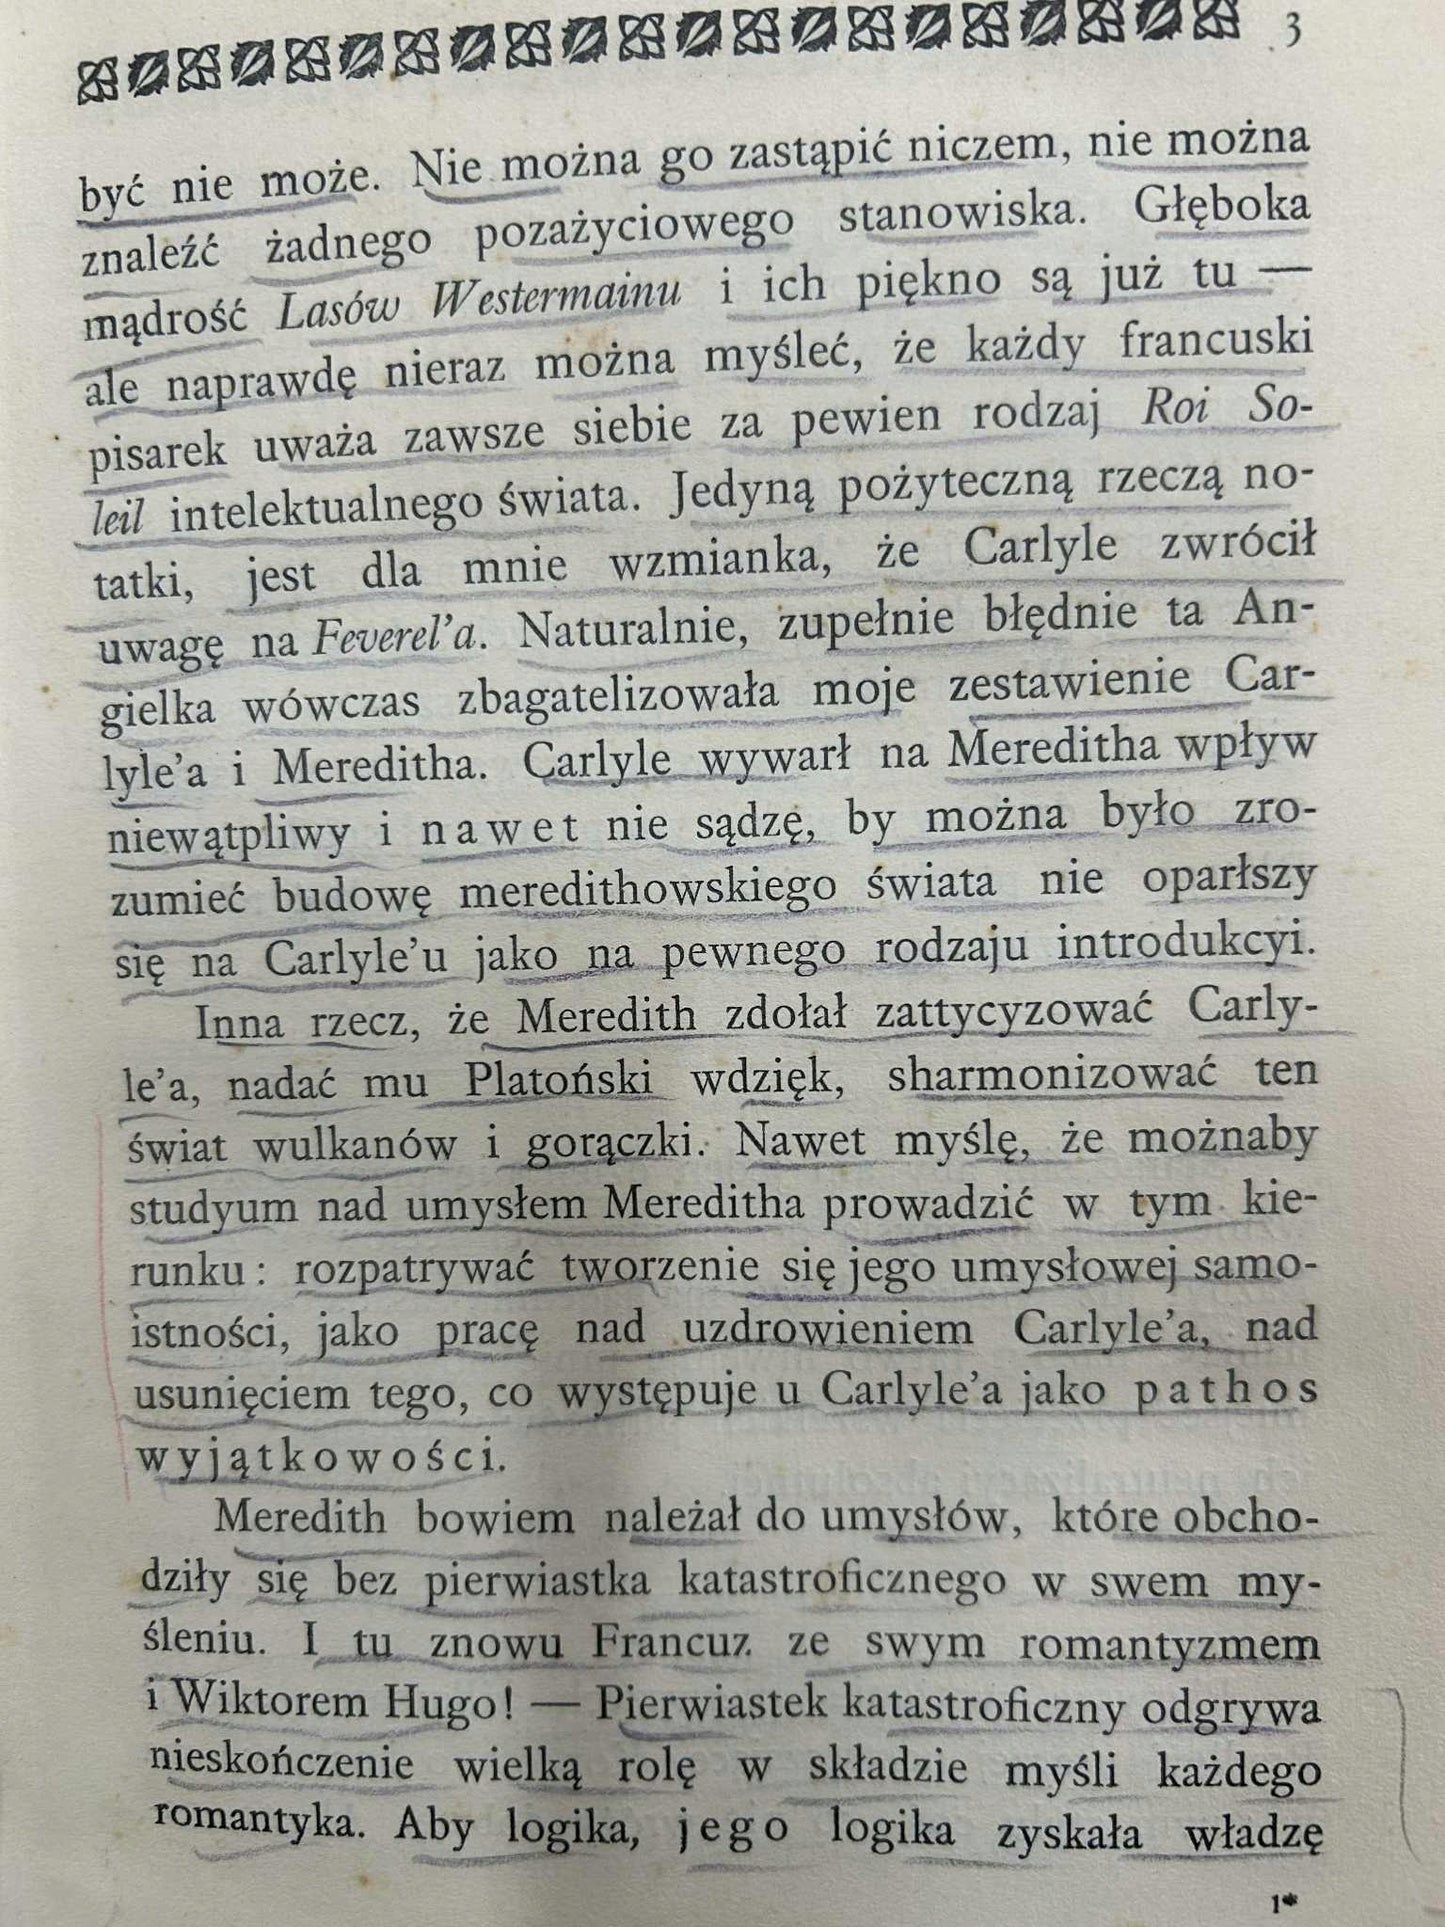 3
być nie może. Nie można go zastąpić niczem, nie można
znaleźć żadnego pozażyciowego stanowiska. Głęboka
mądrość Lasów Westermainu i ich piękno są już tu —
ale naprawdę nieraz można myśleć, że każdy francuski
pisarek uważa zawsze siebie za pewien rodzaj Roi So-
leil intelektualnego świata. Jedyną pożyteczną rzeczą no-
tatki, jest dla mnie wzmianka, że Carlyle zwrócił
uwagę na Feverel’a. Naturalnie, zupełnie błędnie ta An-
gielka wówczas zbagatelizowała moje zestawienie Car-
lyle’a i Mereditha. Carlyle wywarł na Mereditha wpływ
niewątpliwy i nawet nie sądzę, by można było zro-
zumieć budowę meredithowskiego świata nie oparłszy
się na Carlyle’u jako na pewnego rodzaju introdukcyi.
Inna rzecz, że Meredith zdołał zattycyzować Carly-
le’a, nadać mu Platoński wdzięk, sharmonizować ten
świat wulkanów i gorączki. Nawet myślę, że możnaby
studyum nad umysłem Mereditha prowadzić w tym kie-
runku: rozpatrywać tworzenie się jego umysłowej samo-
istności, jako pracę nad uzdrowieniem Carlyle’a, nad
usunięciem tego, co występuje u Carlyle’a jako pathos
wyjątkowości.
Meredith bowiem należał do umysłów, które obcho-
dziły się bez pierwiastka katastroficznego w swem my-
śleniu. I tu znowu Francuz ze swym romantyzmem
i Wiktorem Hugo! — Pierwiastek katastroficzny odgrywa
nieskończenie wielką rolę w składzie myśli każdego
romantyka. Aby logika, jego logika zyskała władzę
1*